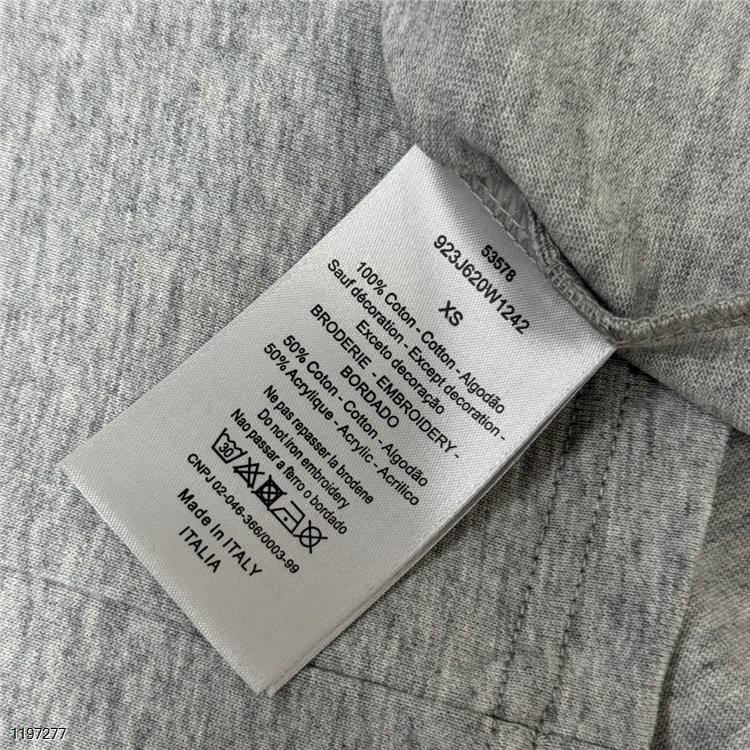 53578
923J620W1242
XS
100% Coton - Cotton - Algodão
Sauf décoration - Except decoration -
Exceto decoração
BRODERIE - EMBROIDERY -
BORDADO
50% Coton - Cotton - Algodão
50% Acrylique - Acrylic - Acrilico
Ne pas repasser la brodene
Do not iron embroidery
Nao passar a ferro o bordado
30
CNPJ 02-046-366/0003-99
Made In ITALY
ITALIA
1197277